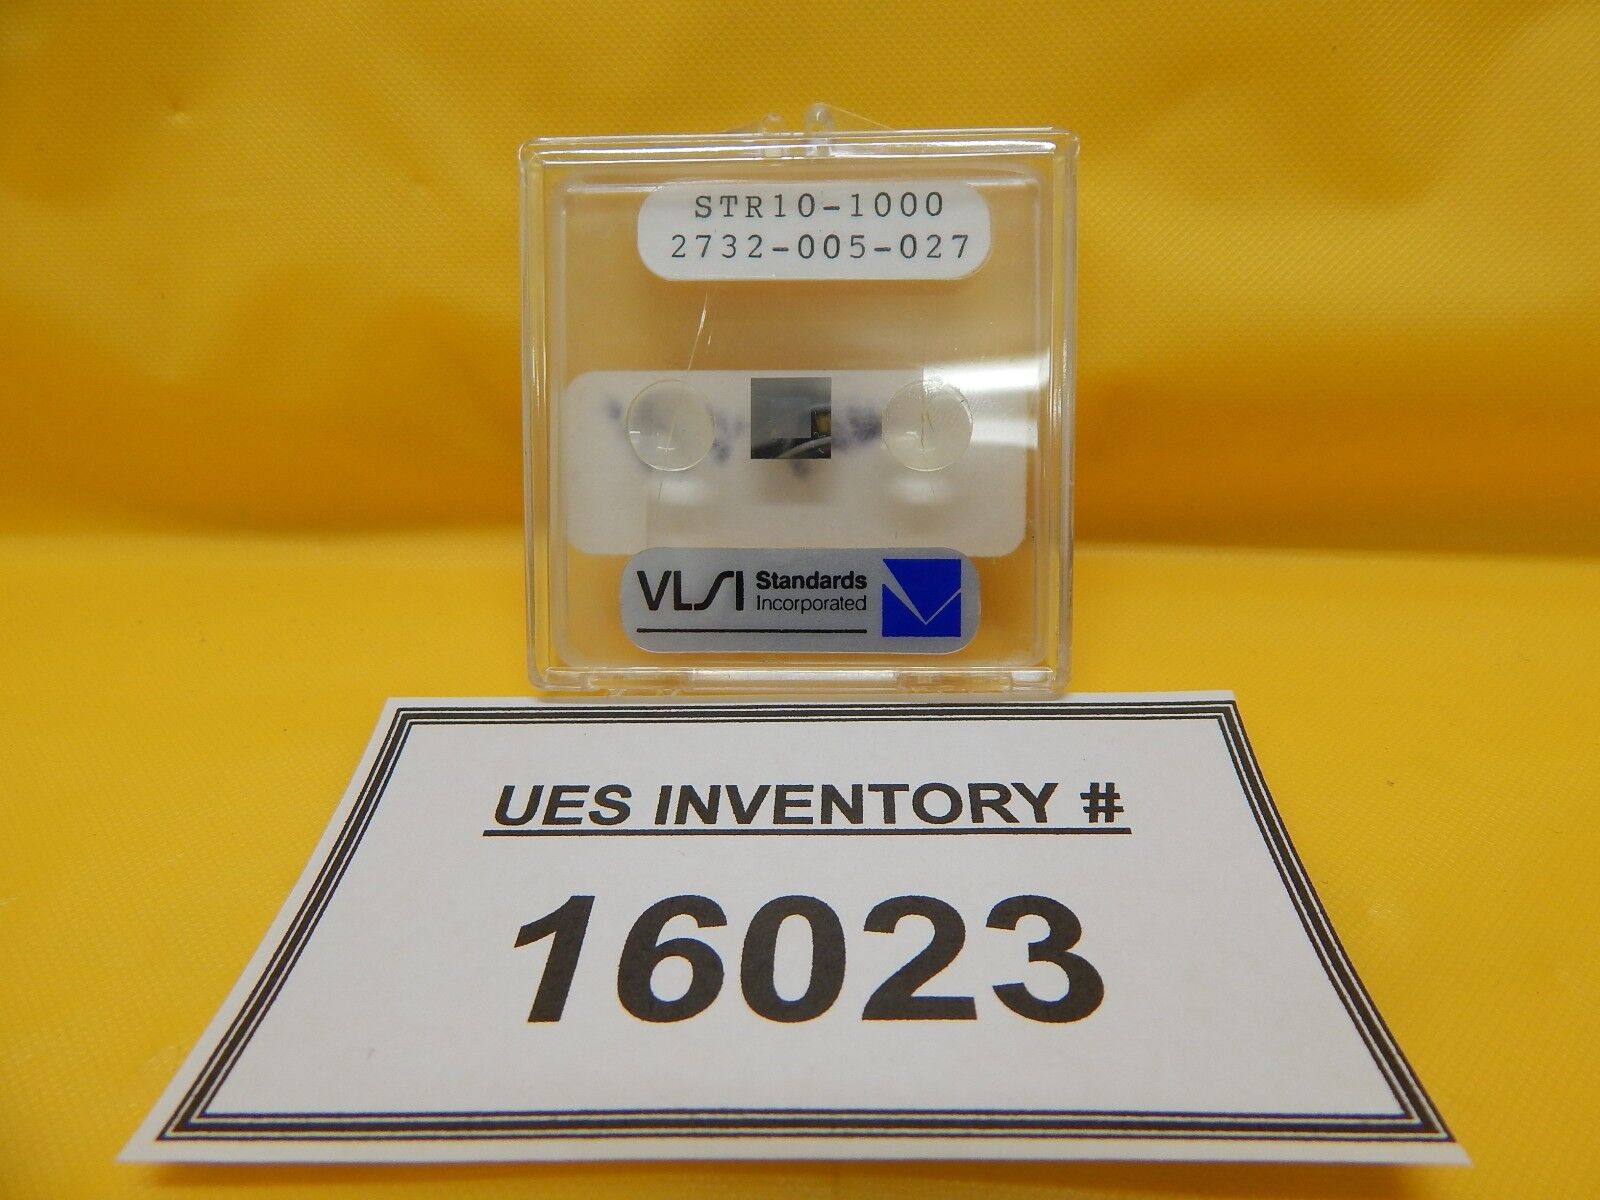 STR10-1000
2732-005-027
VLSI Standards
Incorporated
UES INVENTORY #
16023